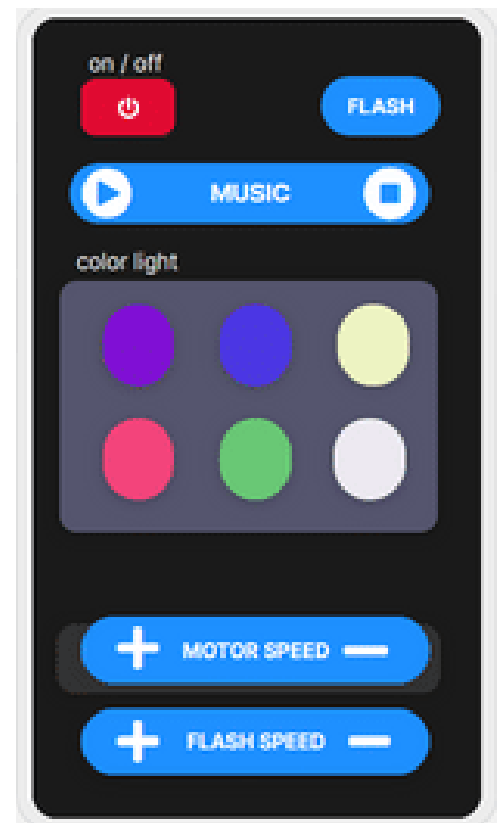 on / off
FLASH
MUSIC
color light
+ MOTOR SPEED −
+ FLASH SPEED −